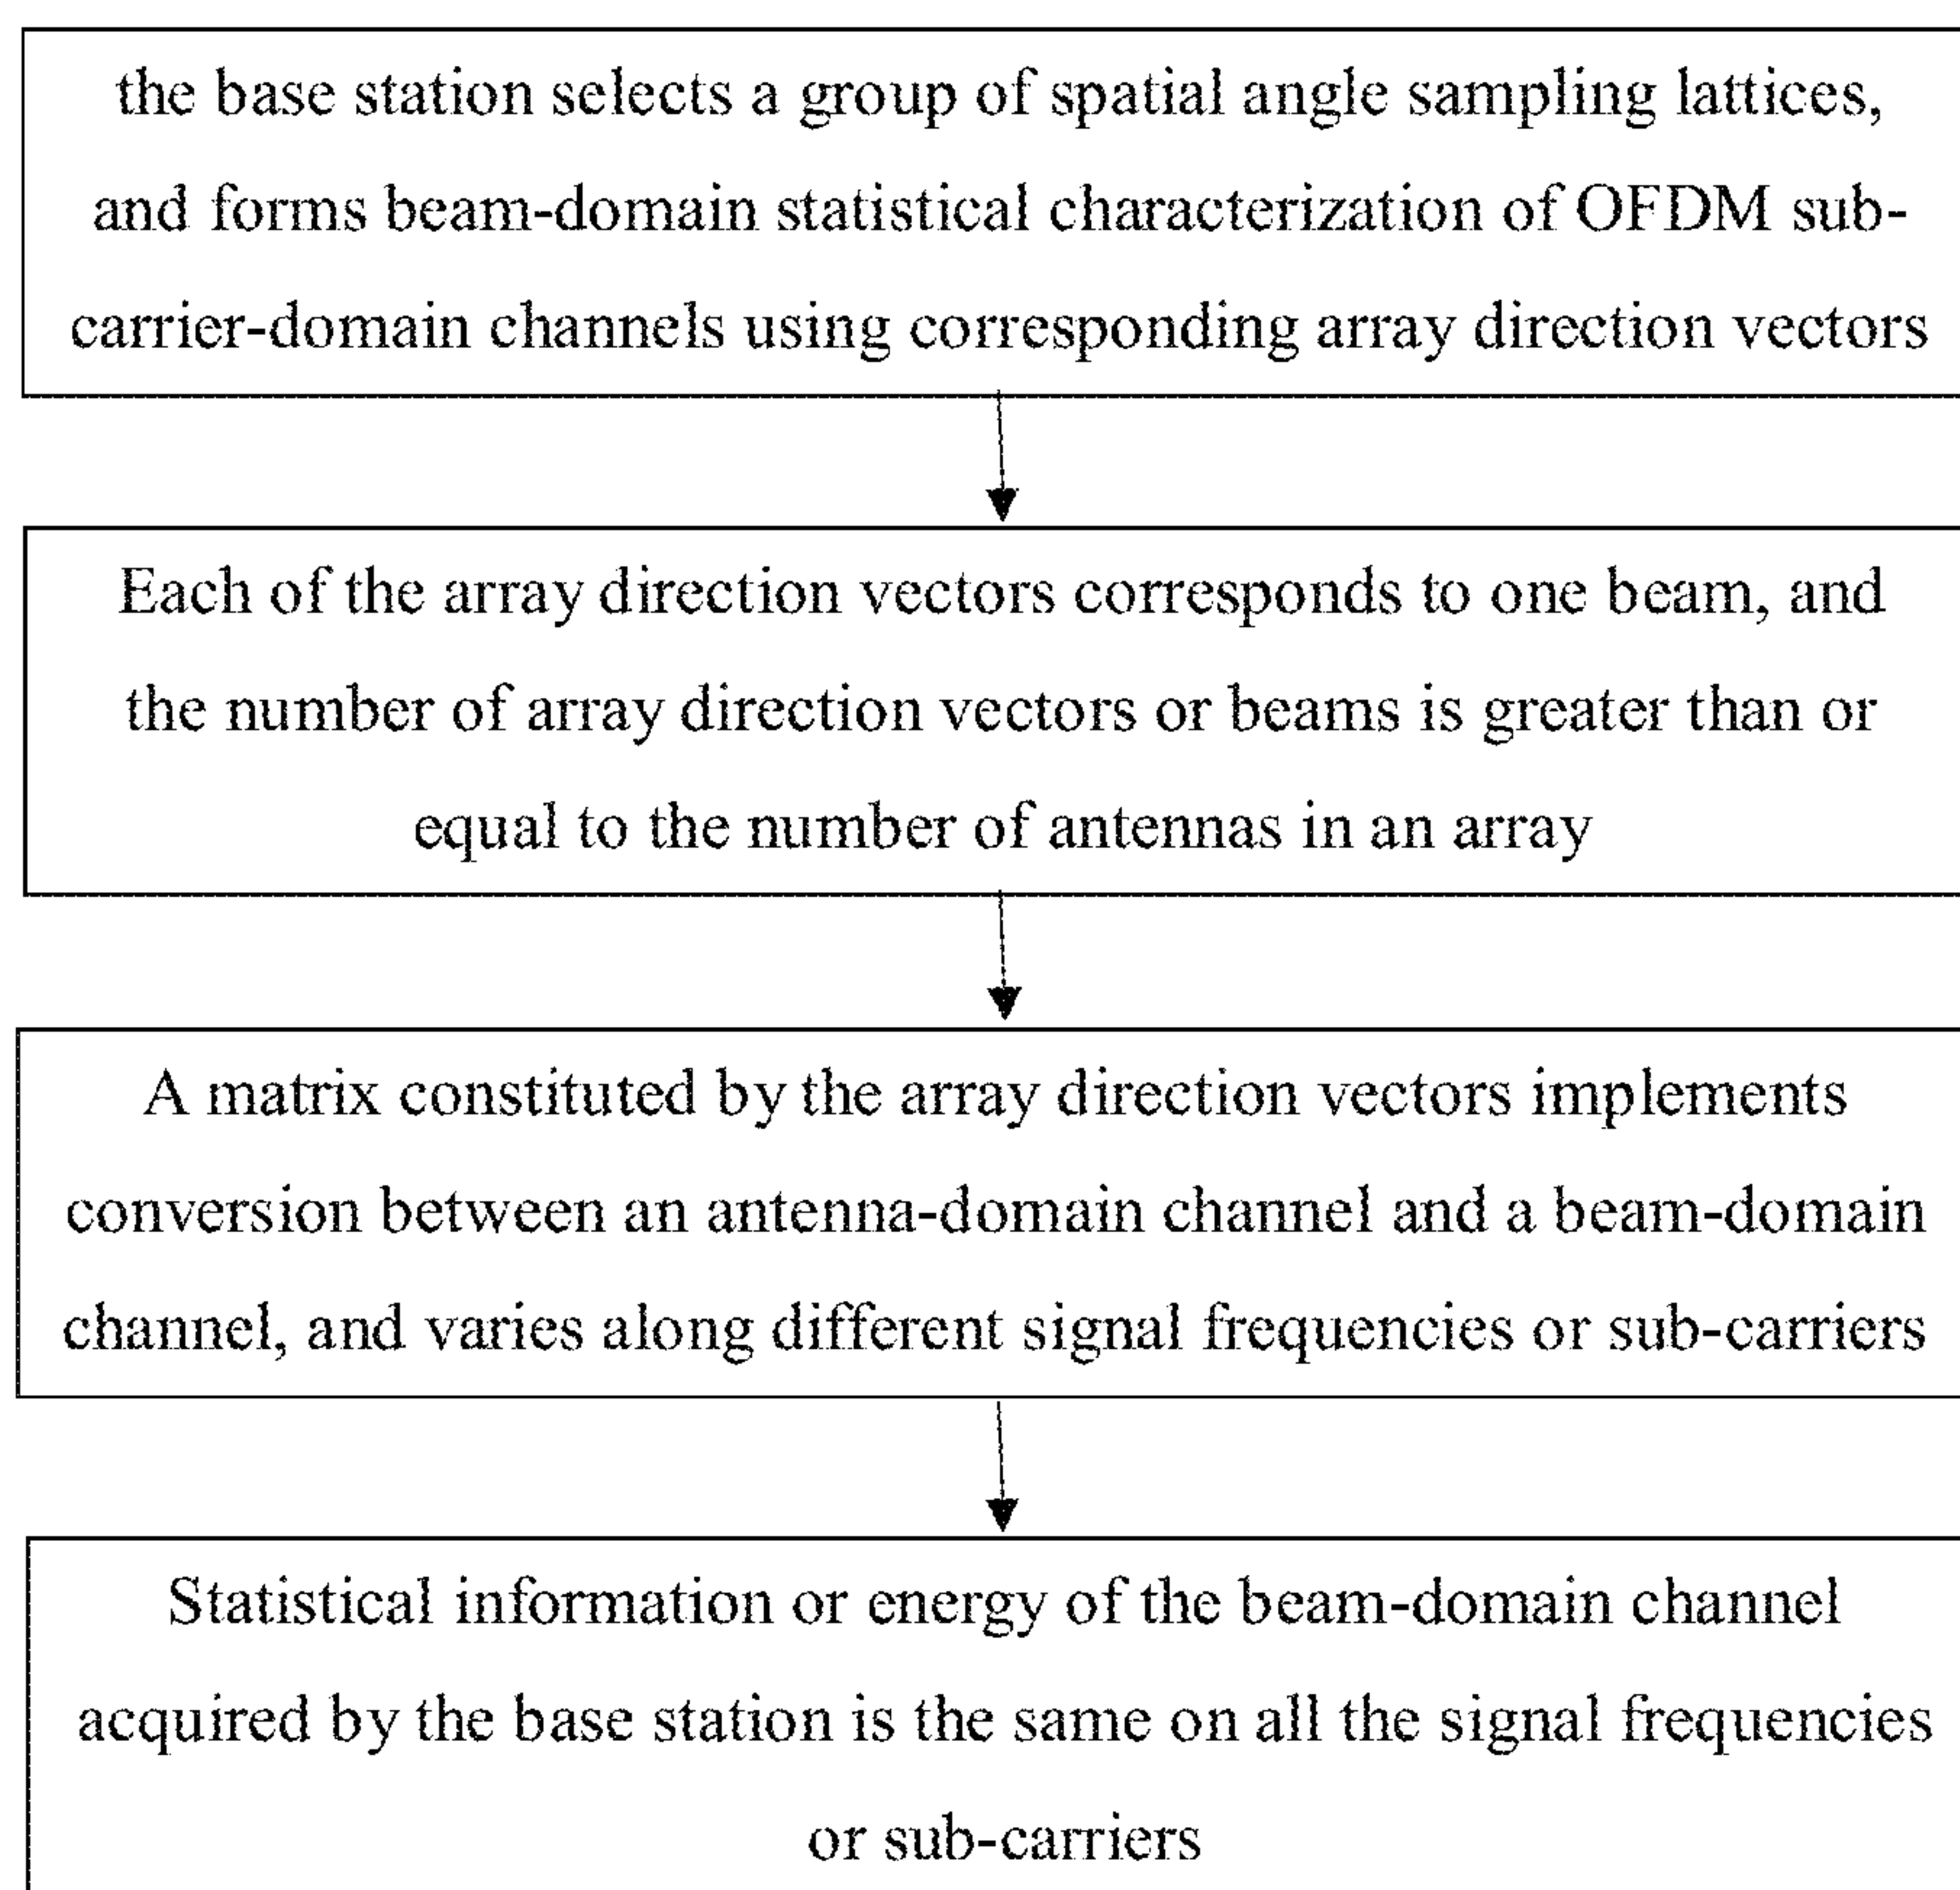 the base station selects a group of spatial angle sampling lattices,
and forms beam-domain statistical characterization of OFDM sub-
carrier-domain channels using corresponding array direction vectors
Each of the array direction vectors corresponds to one beam, and
the number of array direction vectors or beams is greater than or
equal to the number of antennas in an array
A matrix constituted by the array direction vectors implements
conversion between an antenna-domain channel and a beam-domain
channel, and varies along different signal frequencies or sub-carriers
Statistical information or energy of the beam-domain channel
acquired by the base station is the same on all the signal frequencies
or sub-carriers